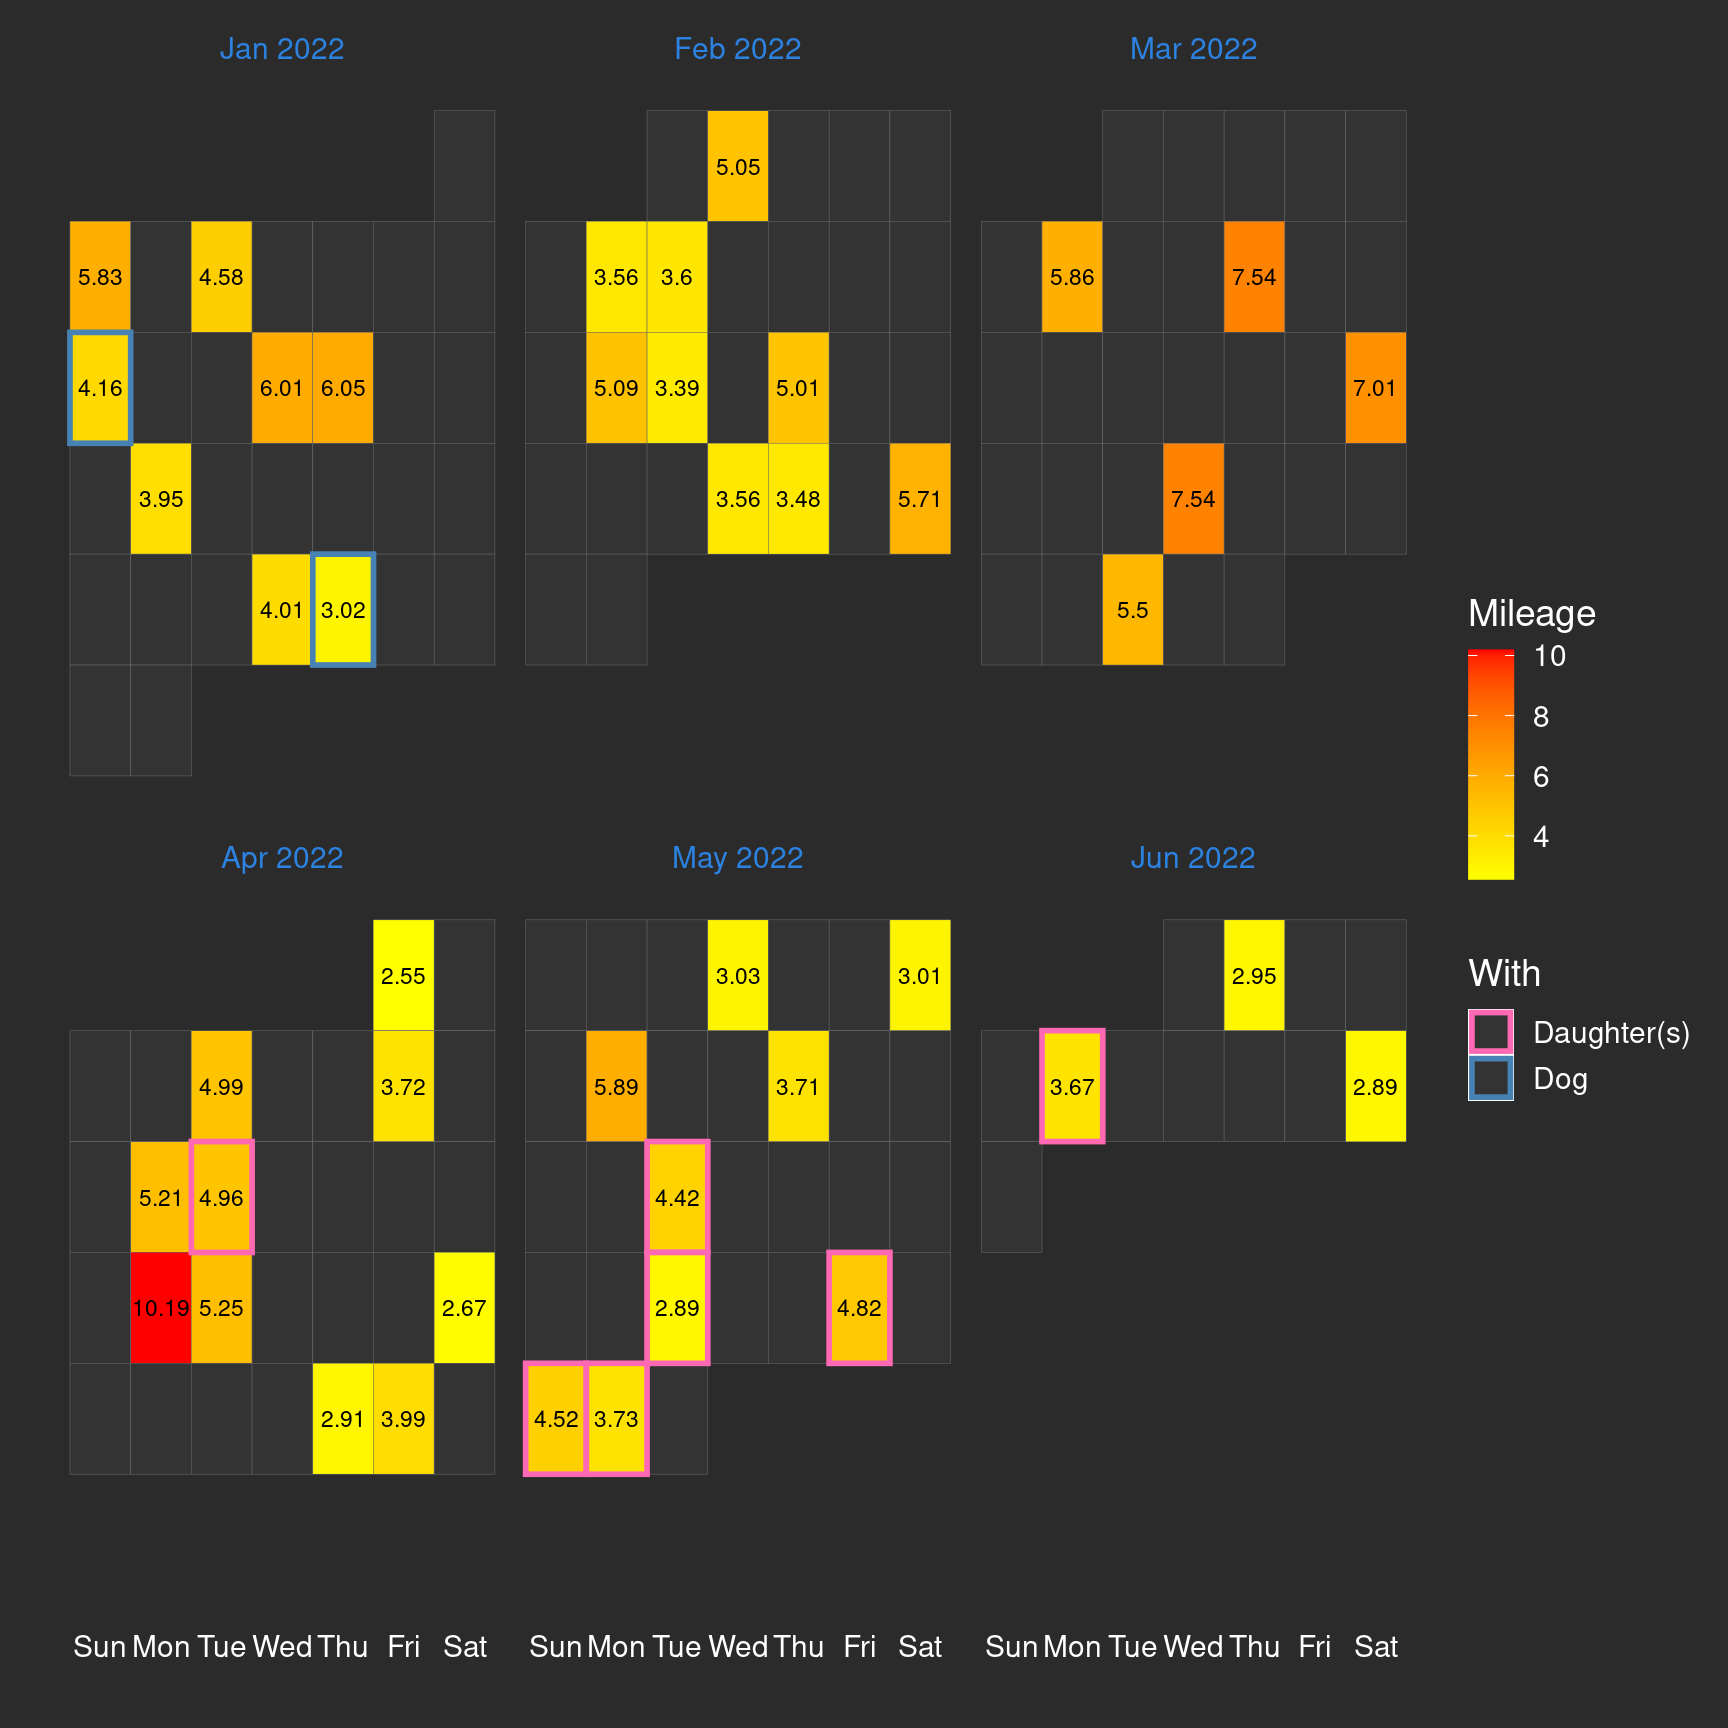 Jan 2022 Feb 2022 Mar 2022
5.05
5.83 4.58 3.56 3.6 5.86 7.54
4.16 6.01 6.05 5.09 3.39 5.01 7.01
3.95 3.56 3.48 5.71 7.54
4.01 3.02 5.5
Mileage
10
8
6
4
Apr 2022 May 2022 Jun 2022
2.55 3.03 3.01 2.95
4.99 3.72 5.89 3.71 3.67 2.89
5.21 4.96 4.42
10.19 5.25 2.67 2.89 4.82
2.91 3.99 4.52 3.73
With
Daughter(s)
Dog
Sun Mon Tue Wed Thu Fri Sat Sun Mon Tue Wed Thu Fri Sat Sun Mon Tue Wed Thu Fri Sat